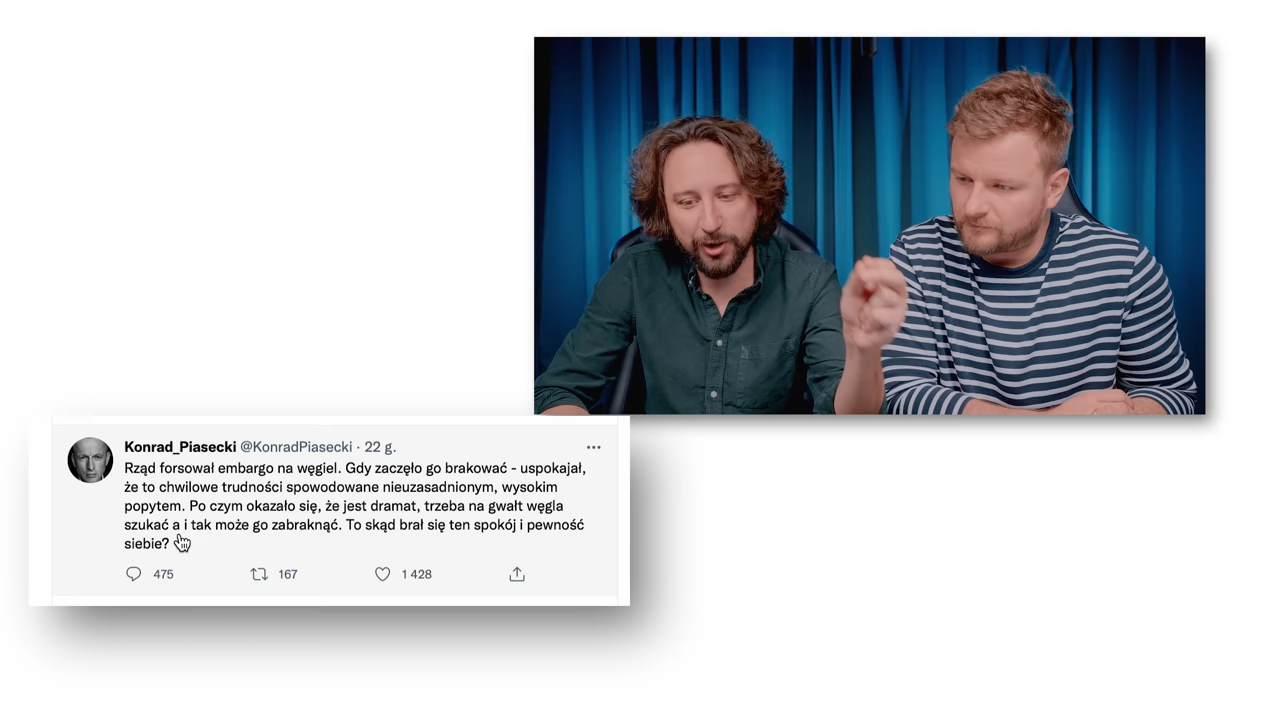 Konrad_Piasecki @KonradPiasecki · 22 g.
Rząd forsował embargo na węgiel. Gdy zaczęło go brakować - uspokajał,
że to chwilowe trudności spowodowane nieuzasadnionym, wysokim
popytem. Po czym okazało się, że jest dramat, trzeba na gwałt węgla
szukać a i tak może go zabraknąć. To skąd brał się ten spokój i pewność
siebie?
475 167 1 428